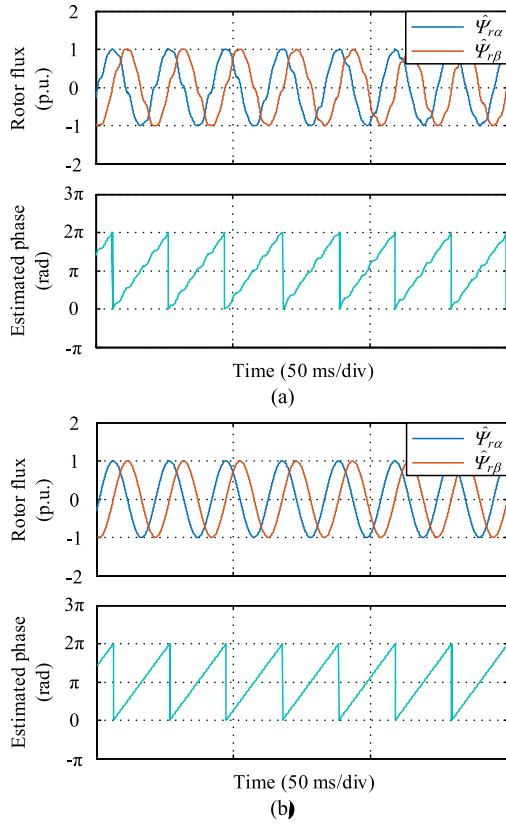 2
1
0
-1
-2
Rotor flux
(p.u.)
Ψ̂rα
Ψ̂rβ
3π
2π
π
0
-π
Estimated phase
(rad)
Time (50 ms/div)
(a)
2
1
0
-1
-2
Rotor flux
(p.u.)
Ψ̂rα
Ψ̂rβ
3π
2π
π
0
-π
Estimated phase
(rad)
Time (50 ms/div)
(b)